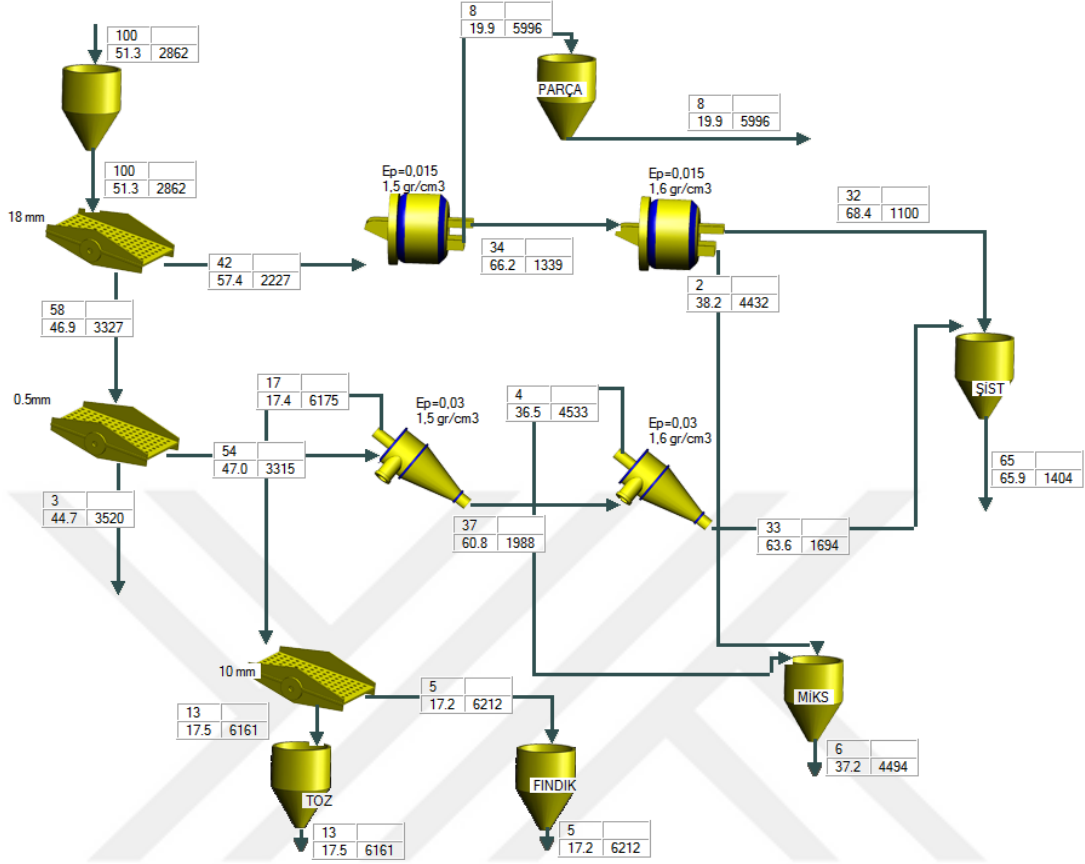 100
51.3 2862
100
51.3 2862
18 mm
42
57.4 2227
58
46.9 3327
0.5mm
54
47.0 3315
3
44.7 3520
8
19.9 5996
PARÇA
8
19.9 5996
Ep=0,015
1,5 gr/cm3
34
66.2 1339
Ep=0,015
1,6 gr/cm3
32
68.4 1100
2
38.2 4432
ŞİST
65
65.9 1404
17
17.4 6175
Ep=0,03
1,5 gr/cm3
4
36.5 4533
Ep=0,03
1,6 gr/cm3
37
60.8 1988
33
63.6 1694
10 mm
5
17.2 6212
13
17.5 6161
TOZ
13
17.5 6161
FINDIK
5
17.2 6212
MİKS
6
37.2 4494